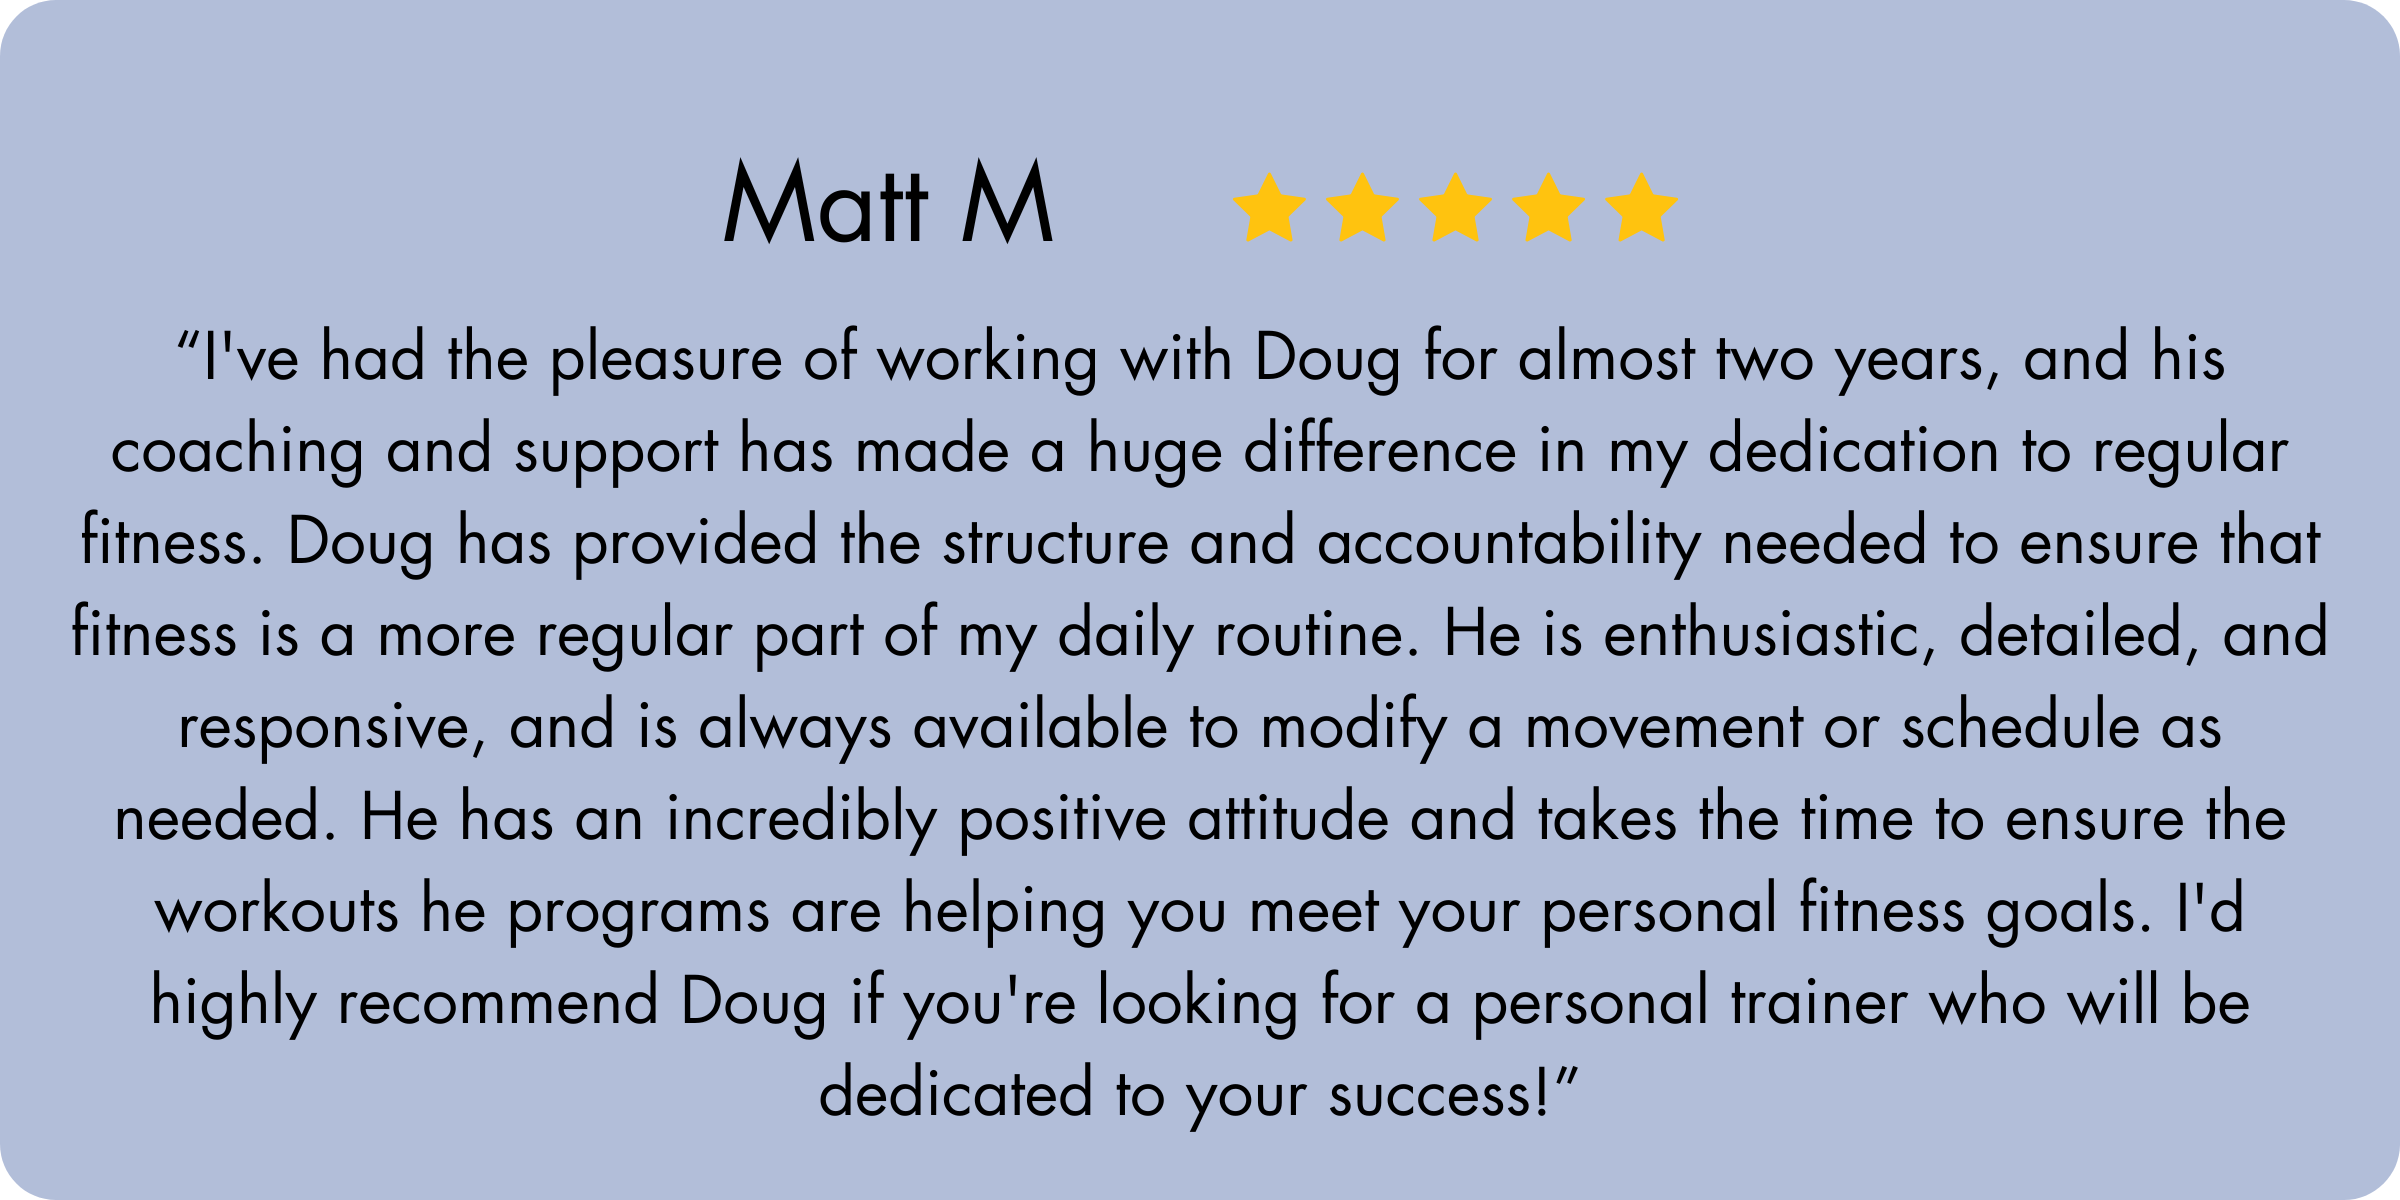 Matt M
“I've had the pleasure of working with Doug for almost two years, and his
coaching and support has made a huge difference in my dedication to regular
fitness. Doug has provided the structure and accountability needed to ensure that
fitness is a more regular part of my daily routine. He is enthusiastic, detailed, and
responsive, and is always available to modify a movement or schedule as
needed. He has an incredibly positive attitude and takes the time to ensure the
workouts he programs are helping you meet your personal fitness goals. I'd
highly recommend Doug if you're looking for a personal trainer who will be
dedicated to your success!”